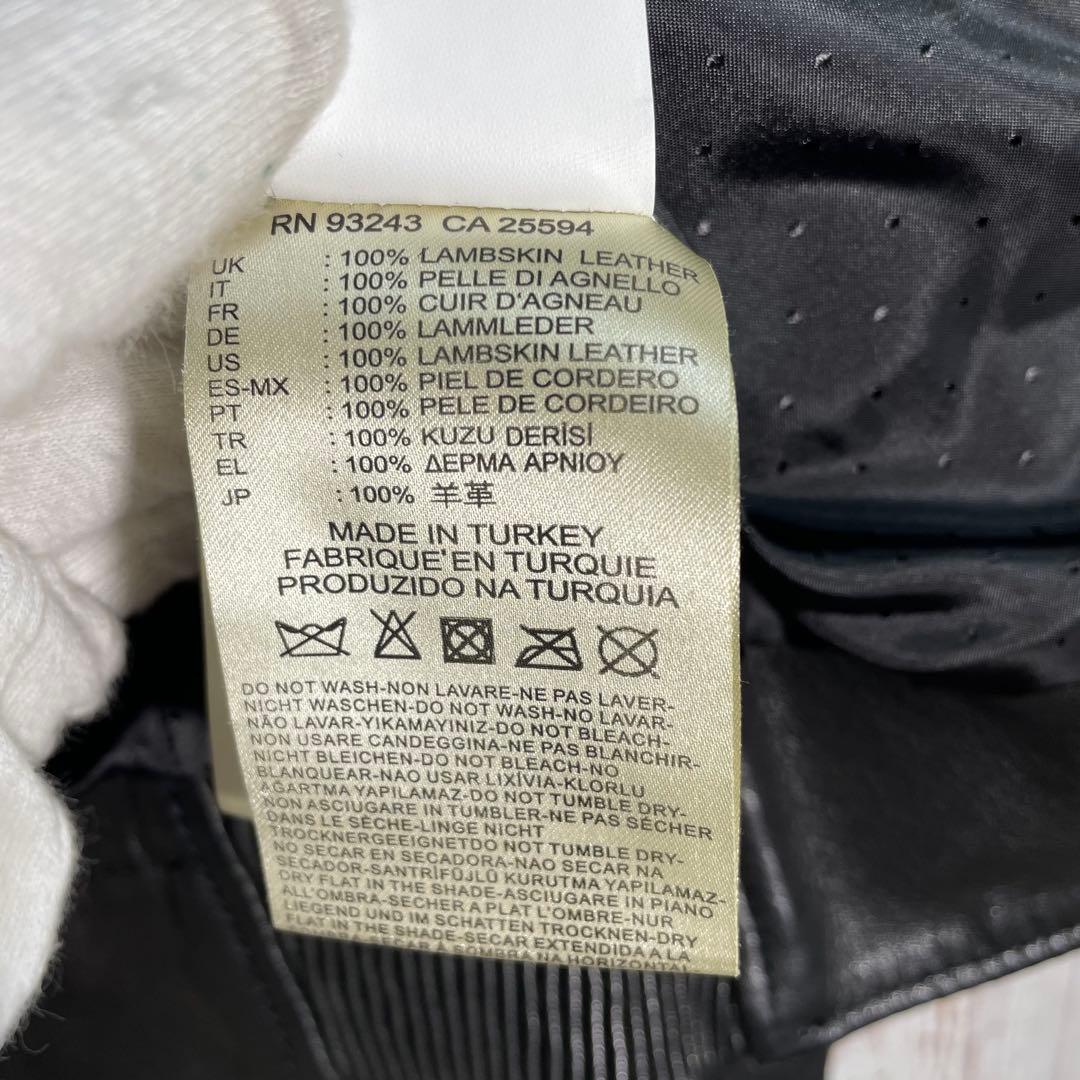 RN 93243 CA 25594
UK : 100% LAMBSKIN LEATHER
IT : 100% PELLE DI AGNELLO
FR : 100% CUIR D'AGNEAU
DE : 100% LAMMLEDER
US : 100% LAMBSKIN LEATHER
ES-MX : 100% PIEL DE CORDERO
PT : 100% PELE DE CORDEIRO
TR : 100% KUZU DERİSİ
EL : 100% ΔΕΡΜΑ ΑΡΝΙΟΥ
JP : 100% 羊革
MADE IN TURKEY
FABRIQUE' EN TURQUIE
PRODUZIDO NA TURQUIA
DO NOT WASH-NON LAVARE-NE PAS LAVER-
NICHT WASCHEN-DO NOT WASH-NO LAVAR-
NÃO LAVAR-YIKAMAYINIZ-DO NOT BLEACH-
NON USARE CANDEGGINA-NE PAS BLANCHIR-
NICHT BLEICHEN-DO NOT BLEACH-NO
BLANQUEAR-NAO USAR LIXÍVIA-KLORLU
AGARTMA YAPILAMAZ-DO NOT TUMBLE DRY-
NON ASCIUGARE IN TUMBLER-NE PAS SÉCHER
DANS LE SÈCHE-LINGE NICHT
TROCKNERGEEIGNETDO NOT TUMBLE DRY-
NO SECAR EN SECADORA-NAO SECAR NA
SECADOR-SANTRİFÜJLÜ KURUTMA YAPILAMAZ-
DRY FLAT IN THE SHADE-ASCIUGARE IN PIANO
ALL'OMBRA-SECHER A PLAT L'OMBRE-NUR
LIEGEND UND IM SCHATTEN TROCKNEN-DRY
FLAT IN THE SHADE-SECAR EXTENDIDA A LA
SECAR A SOMBRA NA HORIZONTAL